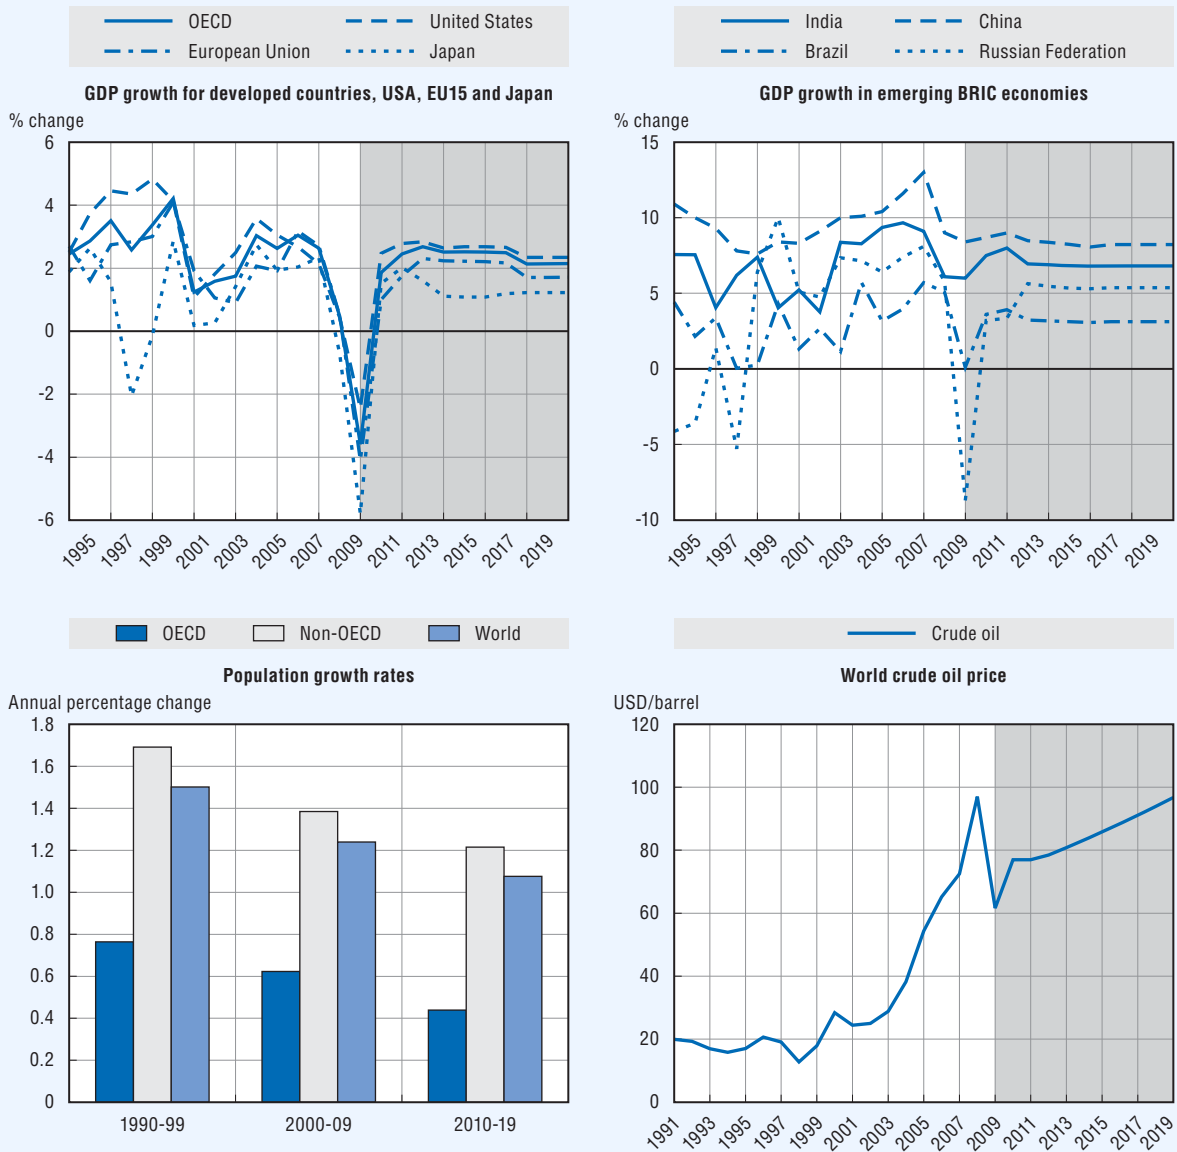 OECD United States
European Union Japan
GDP growth for developed countries, USA, EU15 and Japan
% change
6
4
2
0
-2
-4
-6
1995 1997 1999 2001 2003 2005 2007 2009 2011 2013 2015 2017 2019
India China
Brazil Russian Federation
GDP growth in emerging BRIC economies
% change
15
10
5
0
-5
-10
1995 1997 1999 2001 2003 2005 2007 2009 2011 2013 2015 2017 2019
OECD Non-OECD World
Population growth rates
Annual percentage change
1.8
1.6
1.4
1.2
1.0
0.8
0.6
0.4
0.2
0
1990-99 2000-09 2010-19
Crude oil
World crude oil price
USD/barrel
120
100
80
60
40
20
0
1991 1993 1995 1997 1999 2001 2003 2005 2007 2009 2011 2013 2015 2017 2019